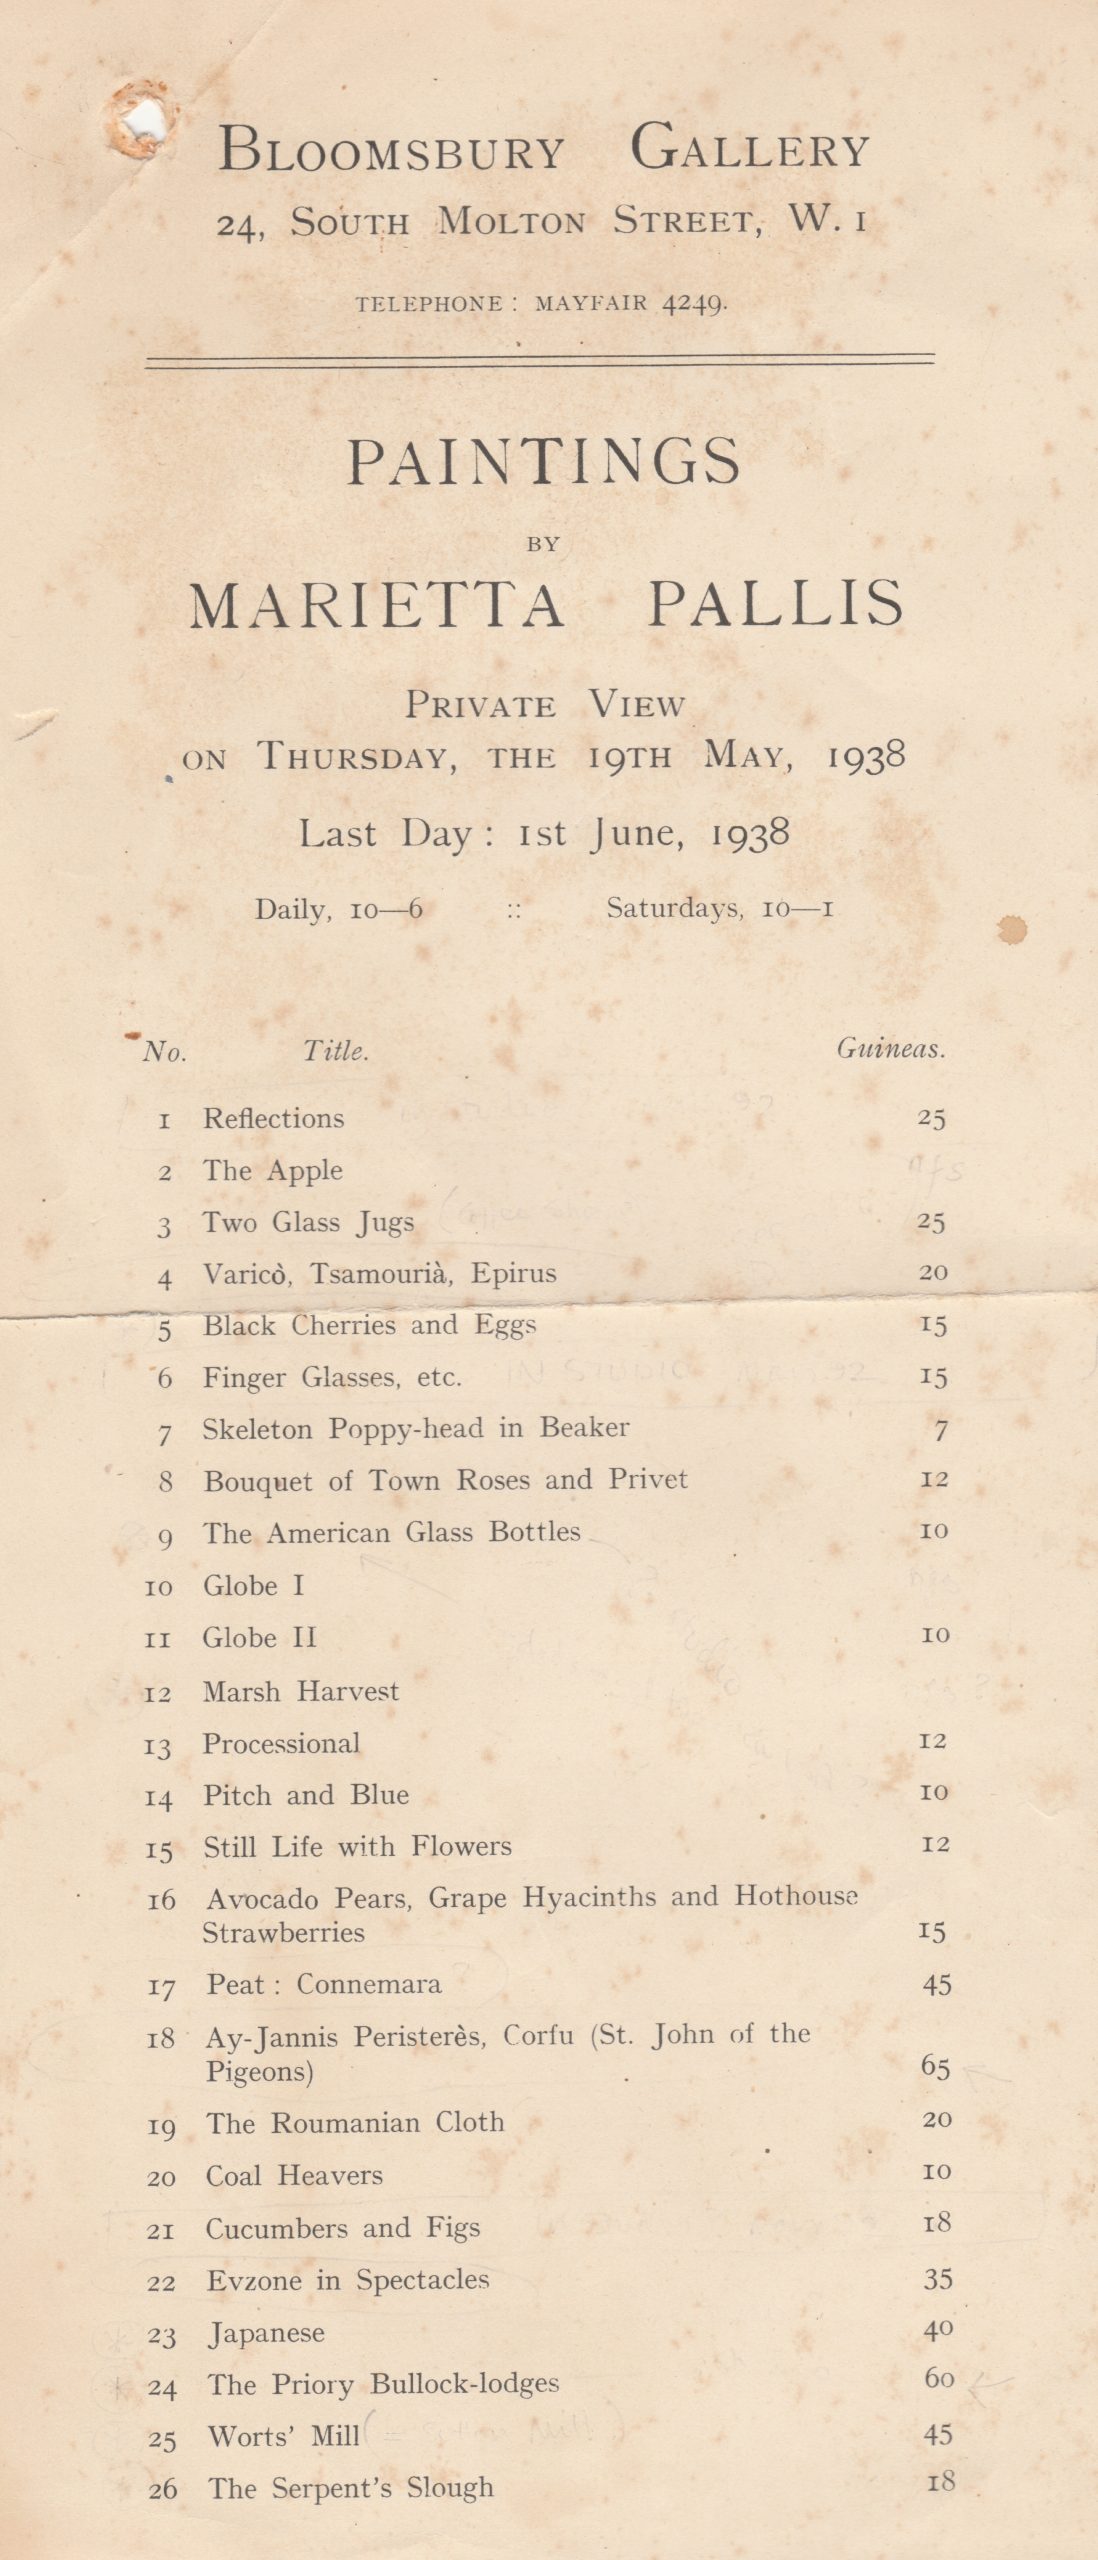 Bloomsbury Gallery
24, South Molton Street, W. 1
TELEPHONE : MAYFAIR 4249.
PAINTINGS
BY
MARIETTA PALLIS
Private View
on Thursday, the 19th May, 1938
Last Day : 1st June, 1938
Daily, 10—6 :: Saturdays, 10—1
No. Title. Guineas.
1 Reflections 25
2 The Apple nfs
3 Two Glass Jugs 25
4 Varicò, Tsamourià, Epirus 20
5 Black Cherries and Eggs 15
6 Finger Glasses, etc. IN STUDIO 15
7 Skeleton Poppy-head in Beaker 7
8 Bouquet of Town Roses and Privet 12
9 The American Glass Bottles 10
10 Globe I
11 Globe II 10
12 Marsh Harvest
13 Processional 12
14 Pitch and Blue 10
15 Still Life with Flowers 12
16 Avocado Pears, Grape Hyacinths and Hothouse
Strawberries 15
17 Peat : Connemara 45
18 Ay-Jannis Peristerès, Corfu (St. John of the
Pigeons) 65
19 The Roumanian Cloth 20
20 Coal Heavers 10
21 Cucumbers and Figs 18
22 Evzone in Spectacles 35
23 Japanese 40
24 The Priory Bullock-lodges 60
25 Worts' Mill 45
26 The Serpent's Slough 18